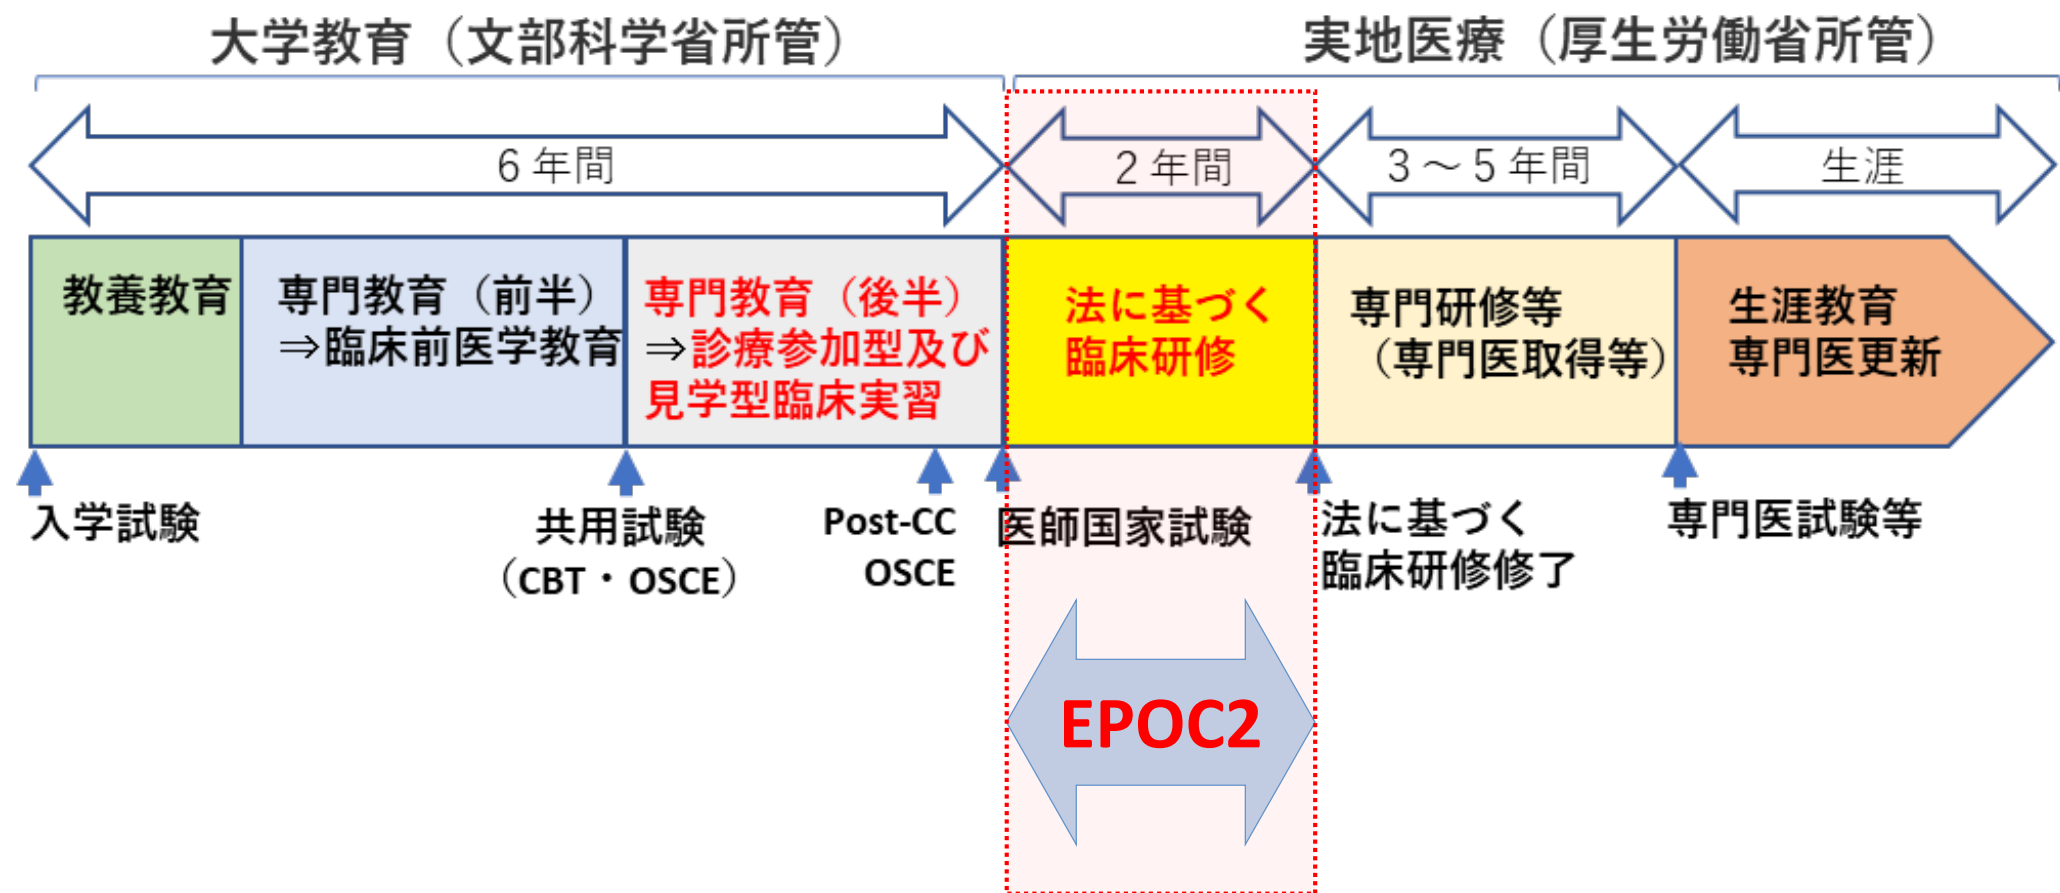 大学教育（文部科学省所管）
実地医療（厚生労働省所管）
6 年間
2 年間
3 ～ 5 年間
生涯
教養教育
専門教育（前半）
⇒臨床前医学教育
専門教育（後半）
⇒診療参加型及び
見学型臨床実習
法に基づく
臨床研修
専門研修等
（専門医取得等）
生涯教育
専門医更新
入学試験
共用試験
（CBT・OSCE）
Post-CC
OSCE
医師国家試験
法に基づく
臨床研修修了
専門医試験等
EPOC2